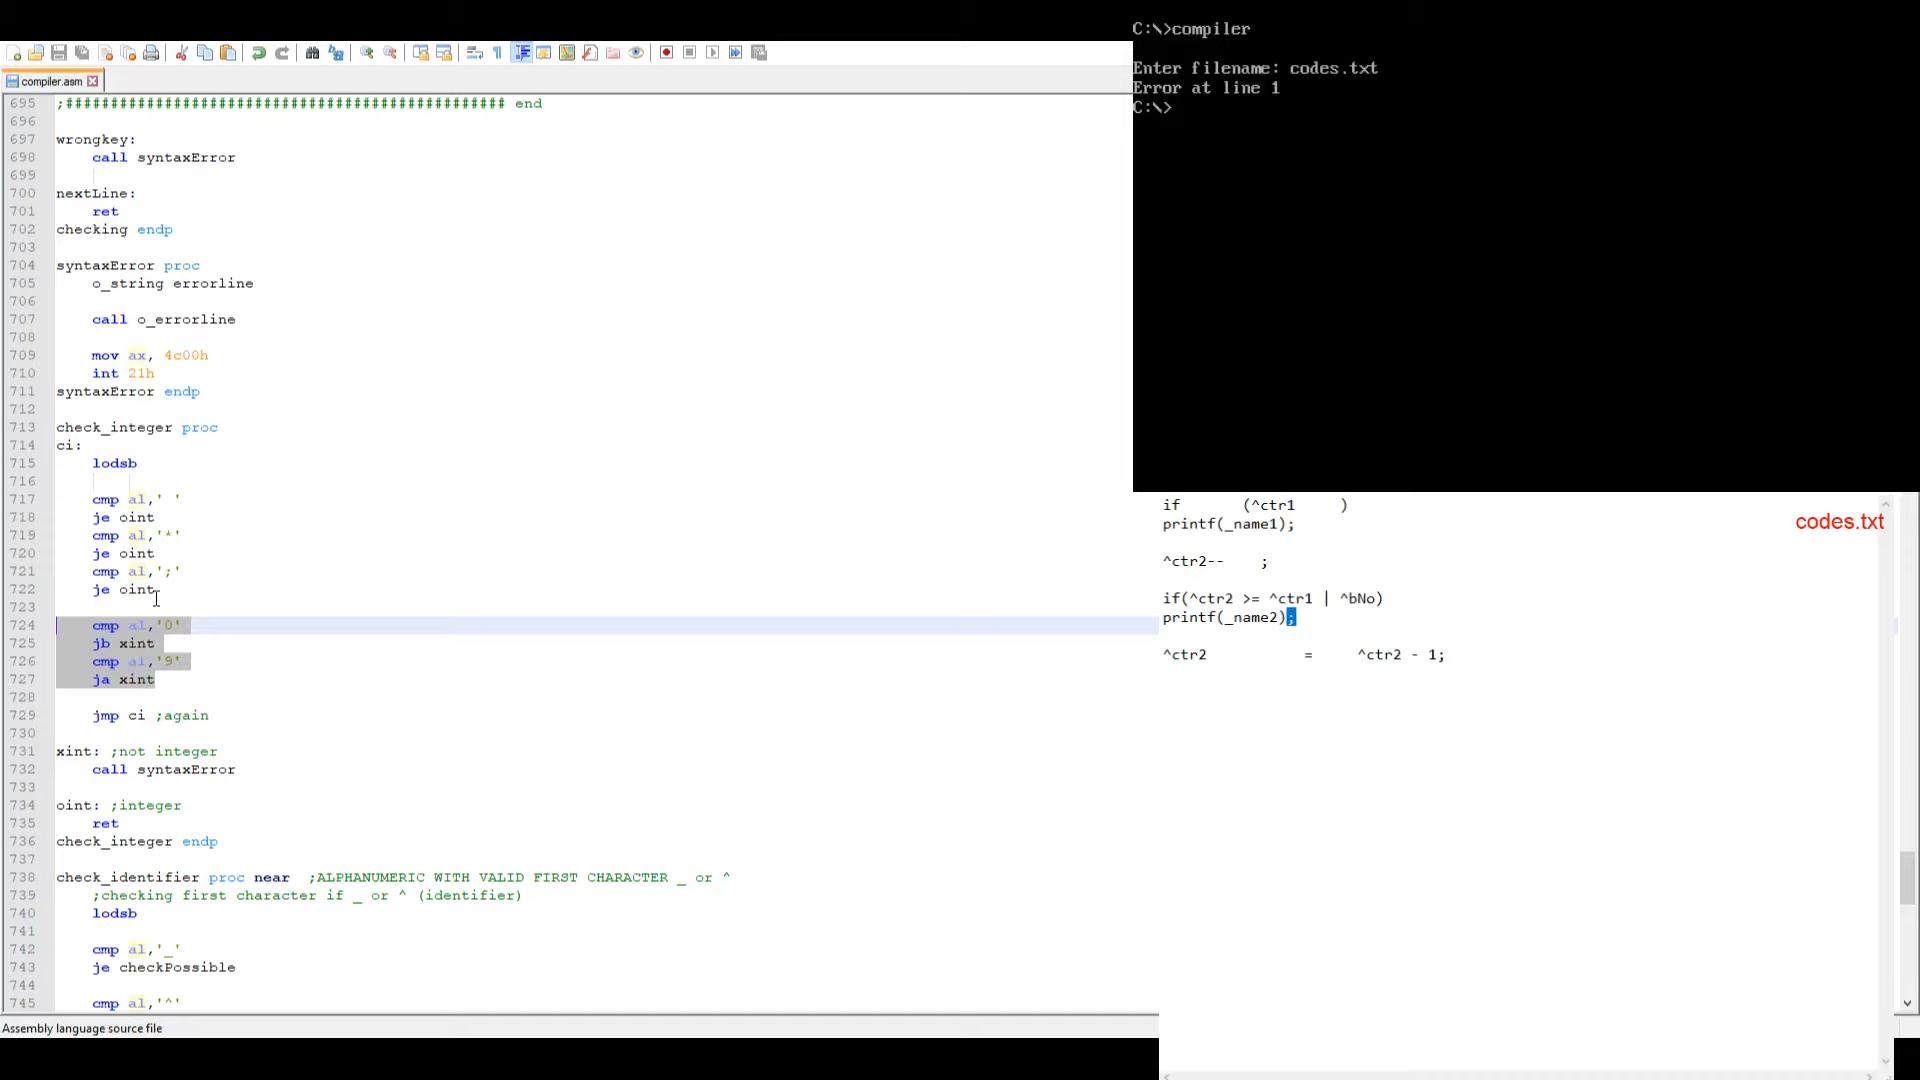 compiler.asm
695 ;################################################# end
696
697 wrongkey:
698 call syntaxError
699
700 nextLine:
701 ret
702 checking endp
703
704 syntaxError proc
705 o_string errorline
706
707 call o_errorline
708
709 mov ax, 4c00h
710 int 21h
711 syntaxError endp
712
713 check_integer proc
714 ci:
715 lodsb
716
717 cmp al,' '
718 je oint
719 cmp al,'*'
720 je oint
721 cmp al,';'
722 je oint
723
724 cmp al,'0'
725 jb xint
726 cmp al,'9'
727 ja xint
728
729 jmp ci ;again
730
731 xint: ;not integer
732 call syntaxError
733
734 oint: ;integer
735 ret
736 check_integer endp
737
738 check_identifier proc near ;ALPHANUMERIC WITH VALID FIRST CHARACTER _ or ^
739 ;checking first character if _ or ^ (identifier)
740 lodsb
741
742 cmp al,'_'
743 je checkPossible
744
745 cmp al,'^'
Assembly language source file
C:\>compiler
Enter filename: codes.txt
Error at line 1
C:\>
codes.txt
if (^ctr1 )
printf(_name1);
^ctr2-- ;
if(^ctr2 >= ^ctr1 | ^bNo)
printf(_name2);
^ctr2 = ^ctr2 - 1;